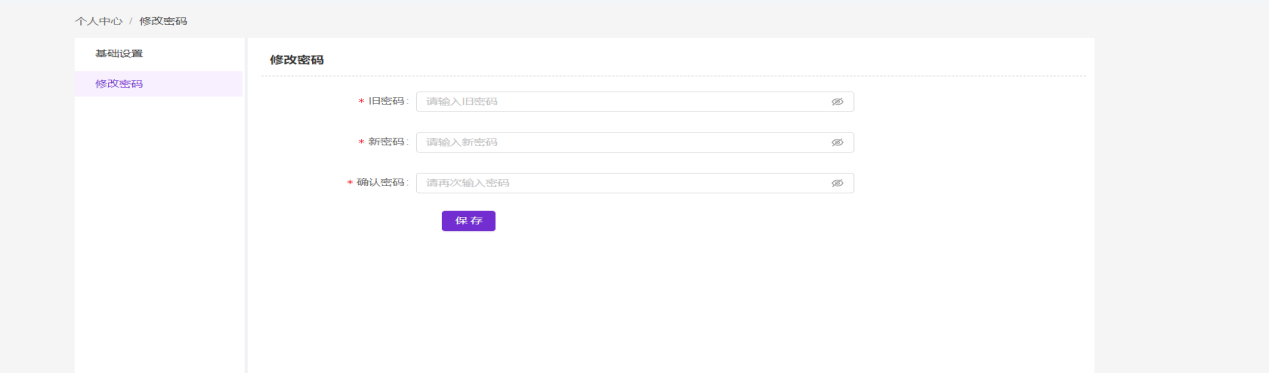 个人中心 / 修改密码
基础设置
修改密码
修改密码
* 旧密码: 请输入旧密码
* 新密码: 请输入新密码
* 确认密码: 请再次输入密码
保存